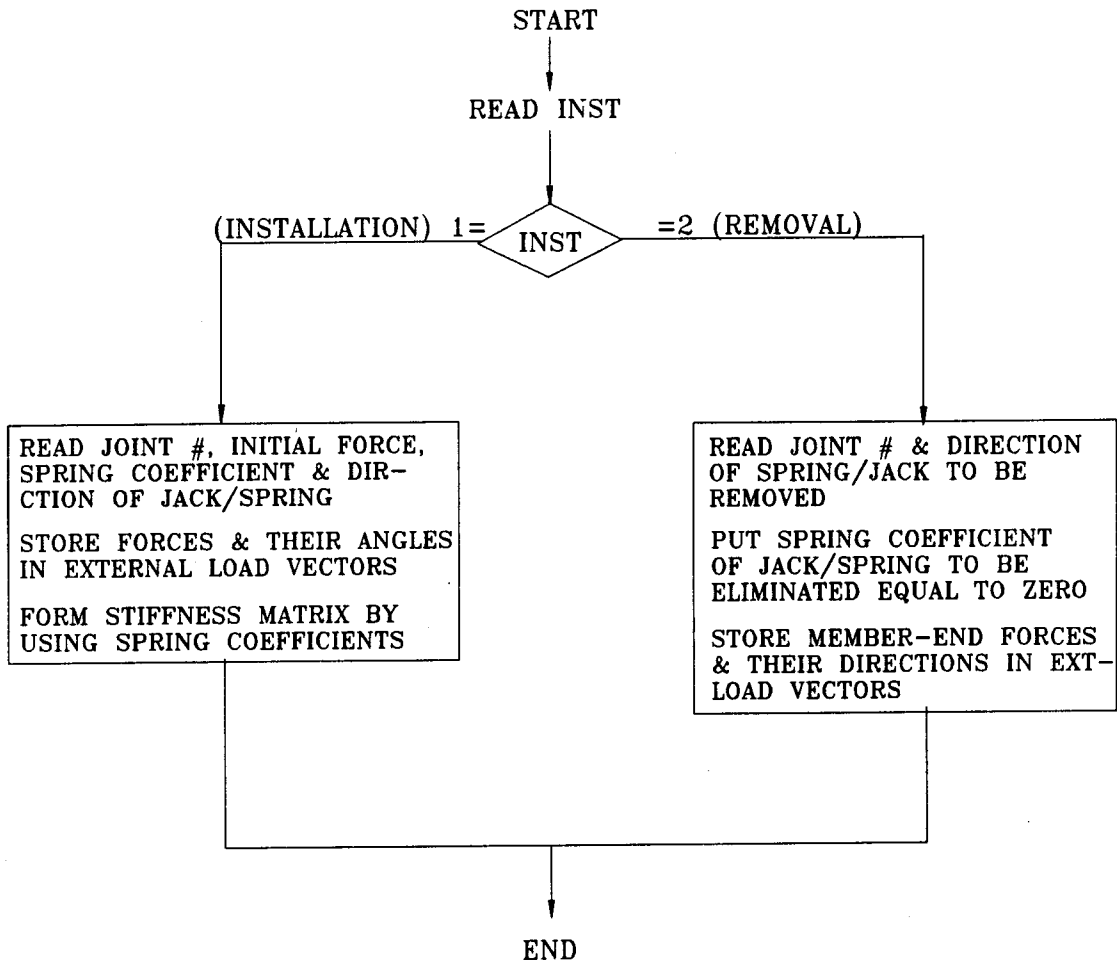 START
READ INST
(INSTALLATION) 1=
INST
=2 (REMOVAL)
READ JOINT #, INITIAL FORCE,
SPRING COEFFICIENT & DIR-
CTION OF JACK/SPRING
STORE FORCES & THEIR ANGLES
IN EXTERNAL LOAD VECTORS
FORM STIFFNESS MATRIX BY
USING SPRING COEFFICIENTS
READ JOINT # & DIRECTION
OF SPRING/JACK TO BE
REMOVED
PUT SPRING COEFFICIENT
OF JACK/SPRING TO BE
ELIMINATED EQUAL TO ZERO
STORE MEMBER-END FORCES
& THEIR DIRECTIONS IN EXT-
LOAD VECTORS
END